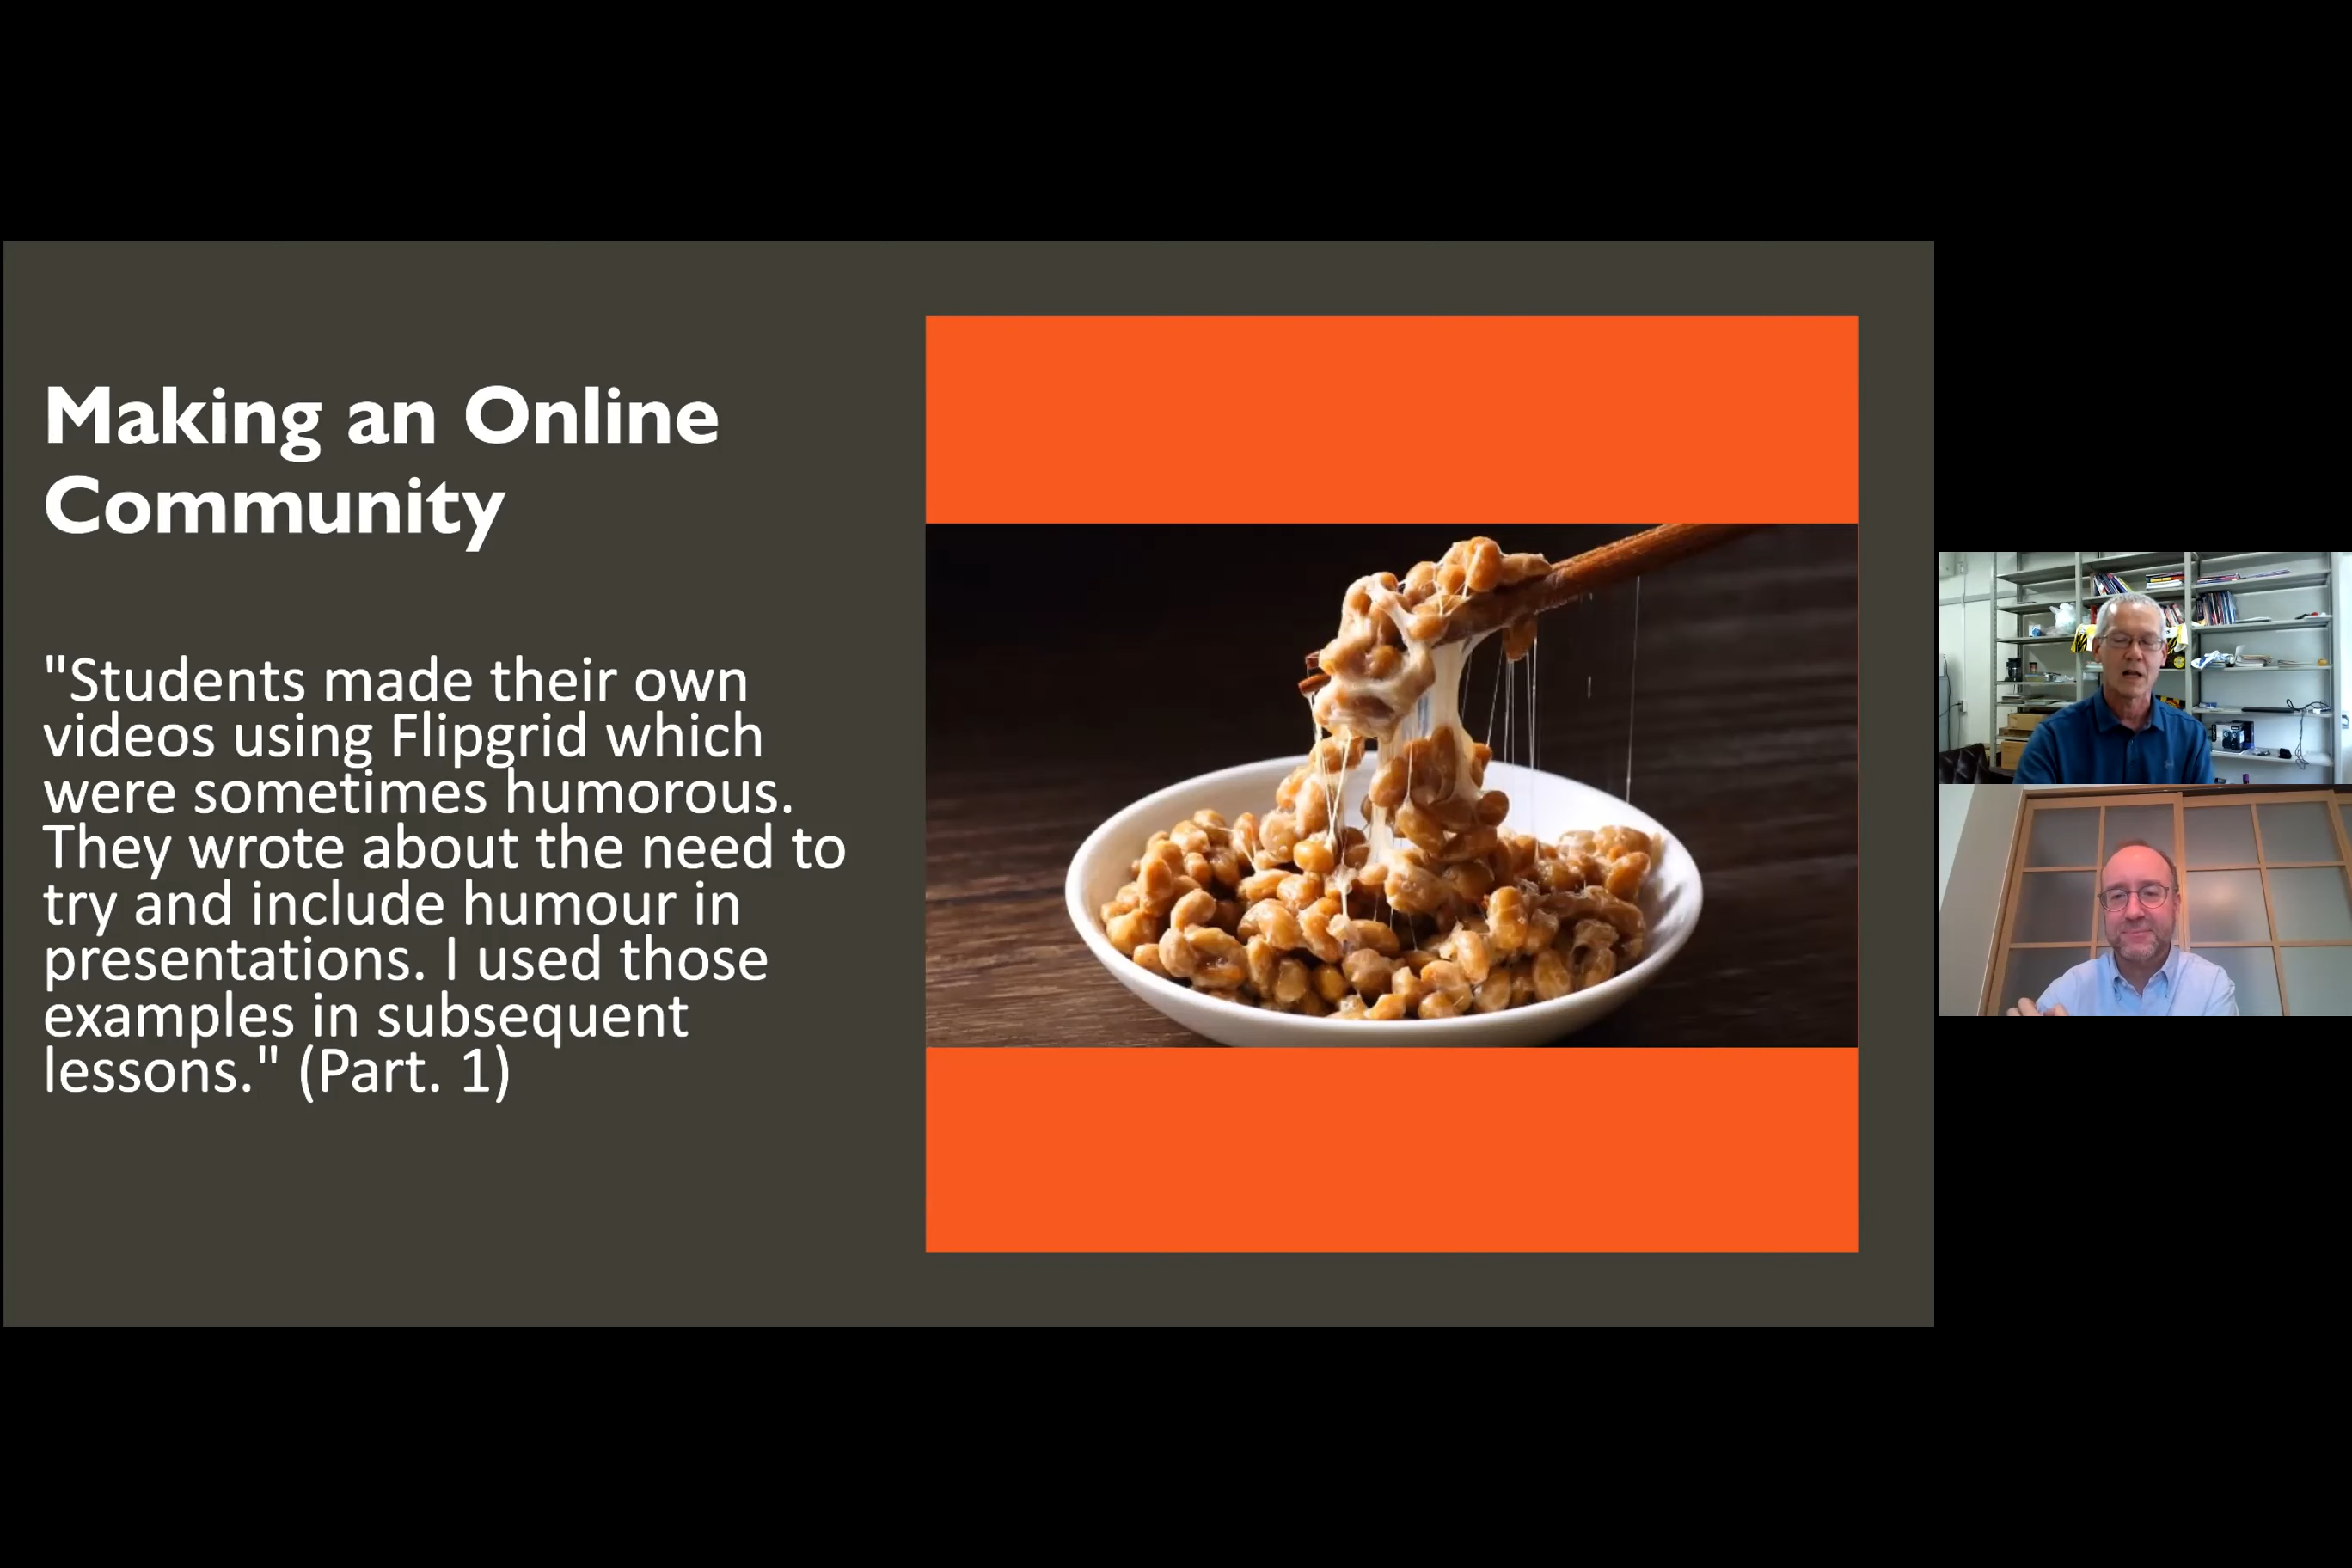 Making an Online
Community
"Students made their own
videos using Flipgrid which
were sometimes humorous.
They wrote about the need to
try and include humour in
presentations. I used those
examples in subsequent
lessons." (Part. 1)